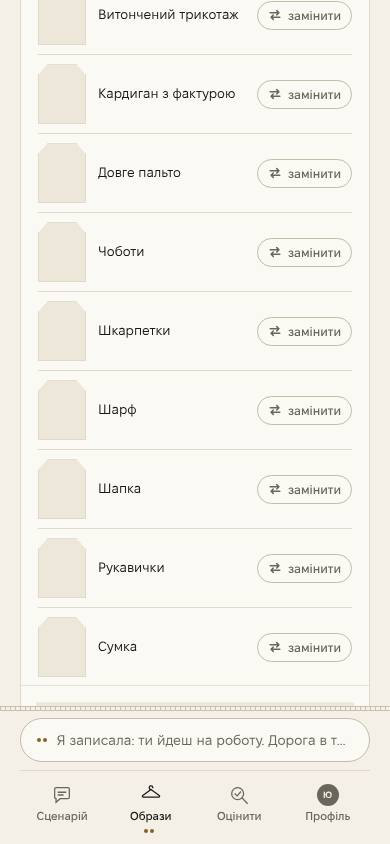 Витончений трикотаж замінити
Кардиган з фактурою замінити
Довге пальто замінити
Чоботи замінити
Шкарпетки замінити
Шарф замінити
Шапка замінити
Рукавички замінити
Сумка замінити
Я записала: ти йдеш на роботу. Дорога в т...
Ю
Сценарій Образи Оцінити Профіль